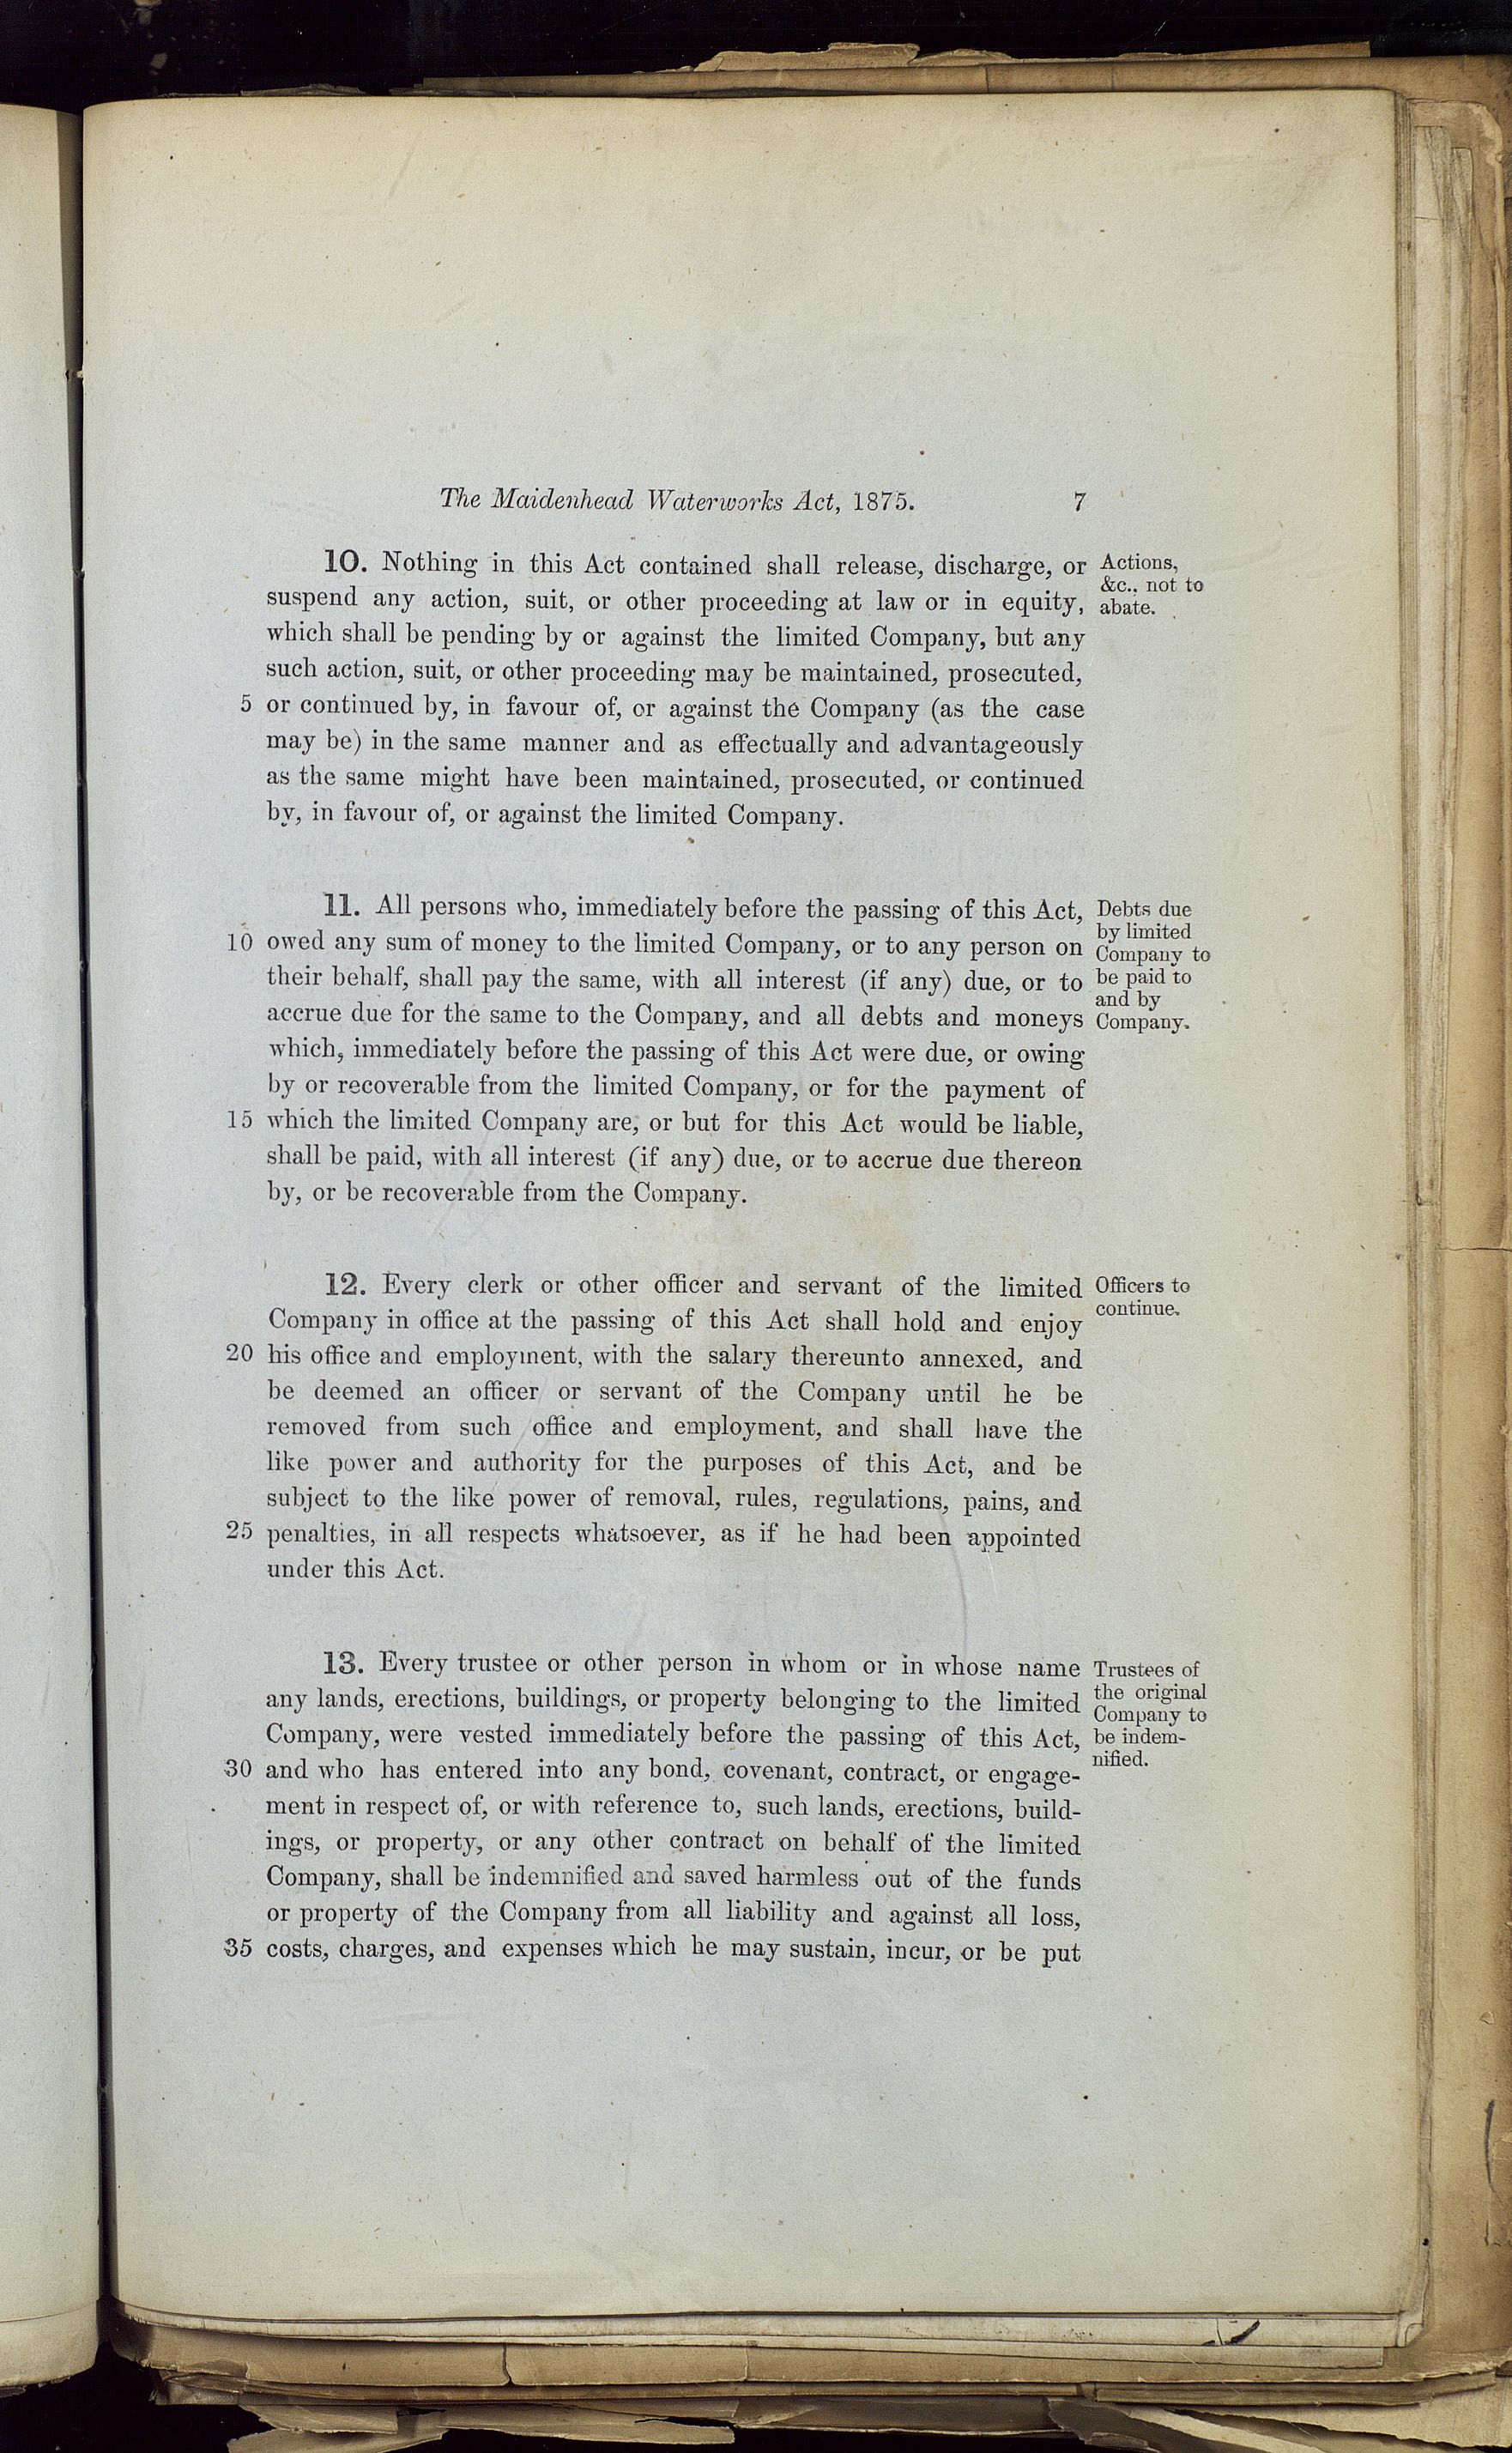 The Maidenhead Waterworks Act, 1875. 7
10. Nothing in this Act contained shall release, discharge, or
suspend any action, suit, or other proceeding at law or in equity,
which shall be pending by or against the limited Company, but any
such action, suit, or other proceeding may be maintained, prosecuted,
5 or continued by, in favour of, or against the Company (as the case
may be) in the same manner and as effectually and advantageously
as the same might have been maintained, prosecuted, or continued
by, in favour of, or against the limited Company.
Actions,
&c., not to
abate.
11. All persons who, immediately before the passing of this Act,
10 owed any sum of money to the limited Company, or to any person on
their behalf, shall pay the same, with all interest (if any) due, or to
accrue due for the same to the Company, and all debts and moneys
which, immediately before the passing of this Act were due, or owing
by or recoverable from the limited Company, or for the payment of
15 which the limited Company are, or but for this Act would be liable,
shall be paid, with all interest (if any) due, or to accrue due thereon
by, or be recoverable from the Company.
Debts due
by limited
Company to
be paid to
and by
Company.
12. Every clerk or other officer and servant of the limited
Company in office at the passing of this Act shall hold and enjoy
20 his office and employment, with the salary thereunto annexed, and
be deemed an officer or servant of the Company until he be
removed from such office and employment, and shall have the
like power and authority for the purposes of this Act, and be
subject to the like power of removal, rules, regulations, pains, and
25 penalties, in all respects whatsoever, as if he had been appointed
under this Act.
Officers to
continue.
13. Every trustee or other person in whom or in whose name
any lands, erections, buildings, or property belonging to the limited
Company, were vested immediately before the passing of this Act,
30 and who has entered into any bond, covenant, contract, or engage-
ment in respect of, or with reference to, such lands, erections, build-
ings, or property, or any other contract on behalf of the limited
Company, shall be indemnified and saved harmless out of the funds
or property of the Company from all liability and against all loss,
35 costs, charges, and expenses which he may sustain, incur, or be put
Trustees of
the original
Company to
be indem-
nified.